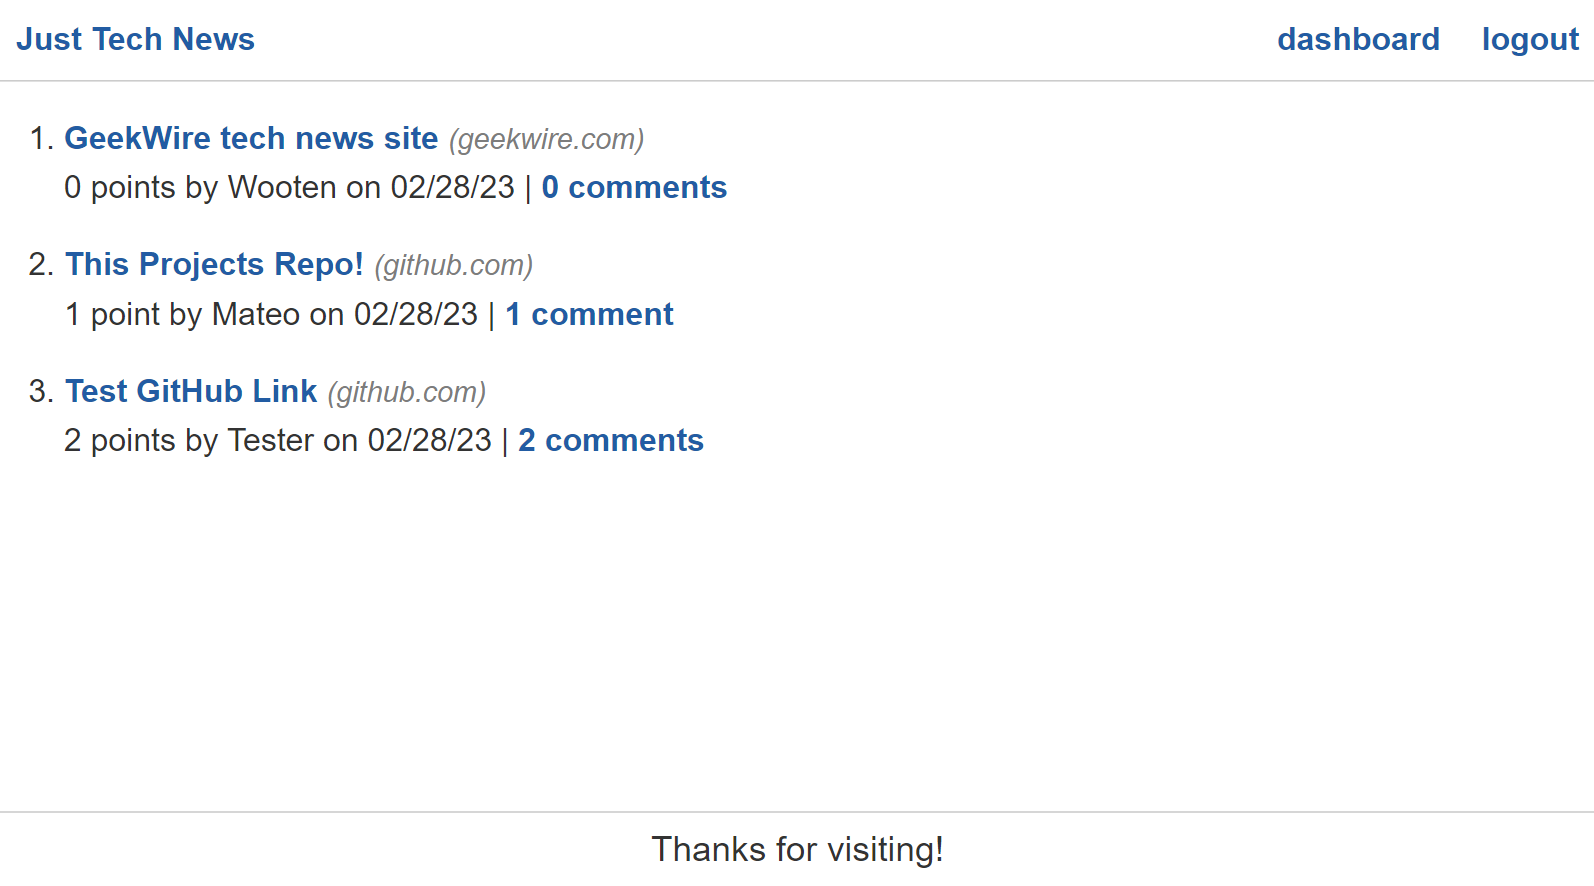 Just Tech News dashboard logout
1. GeekWire tech news site (geekwire.com)
0 points by Wooten on 02/28/23 | 0 comments
2. This Projects Repo! (github.com)
1 point by Mateo on 02/28/23 | 1 comment
3. Test GitHub Link (github.com)
2 points by Tester on 02/28/23 | 2 comments
Thanks for visiting!